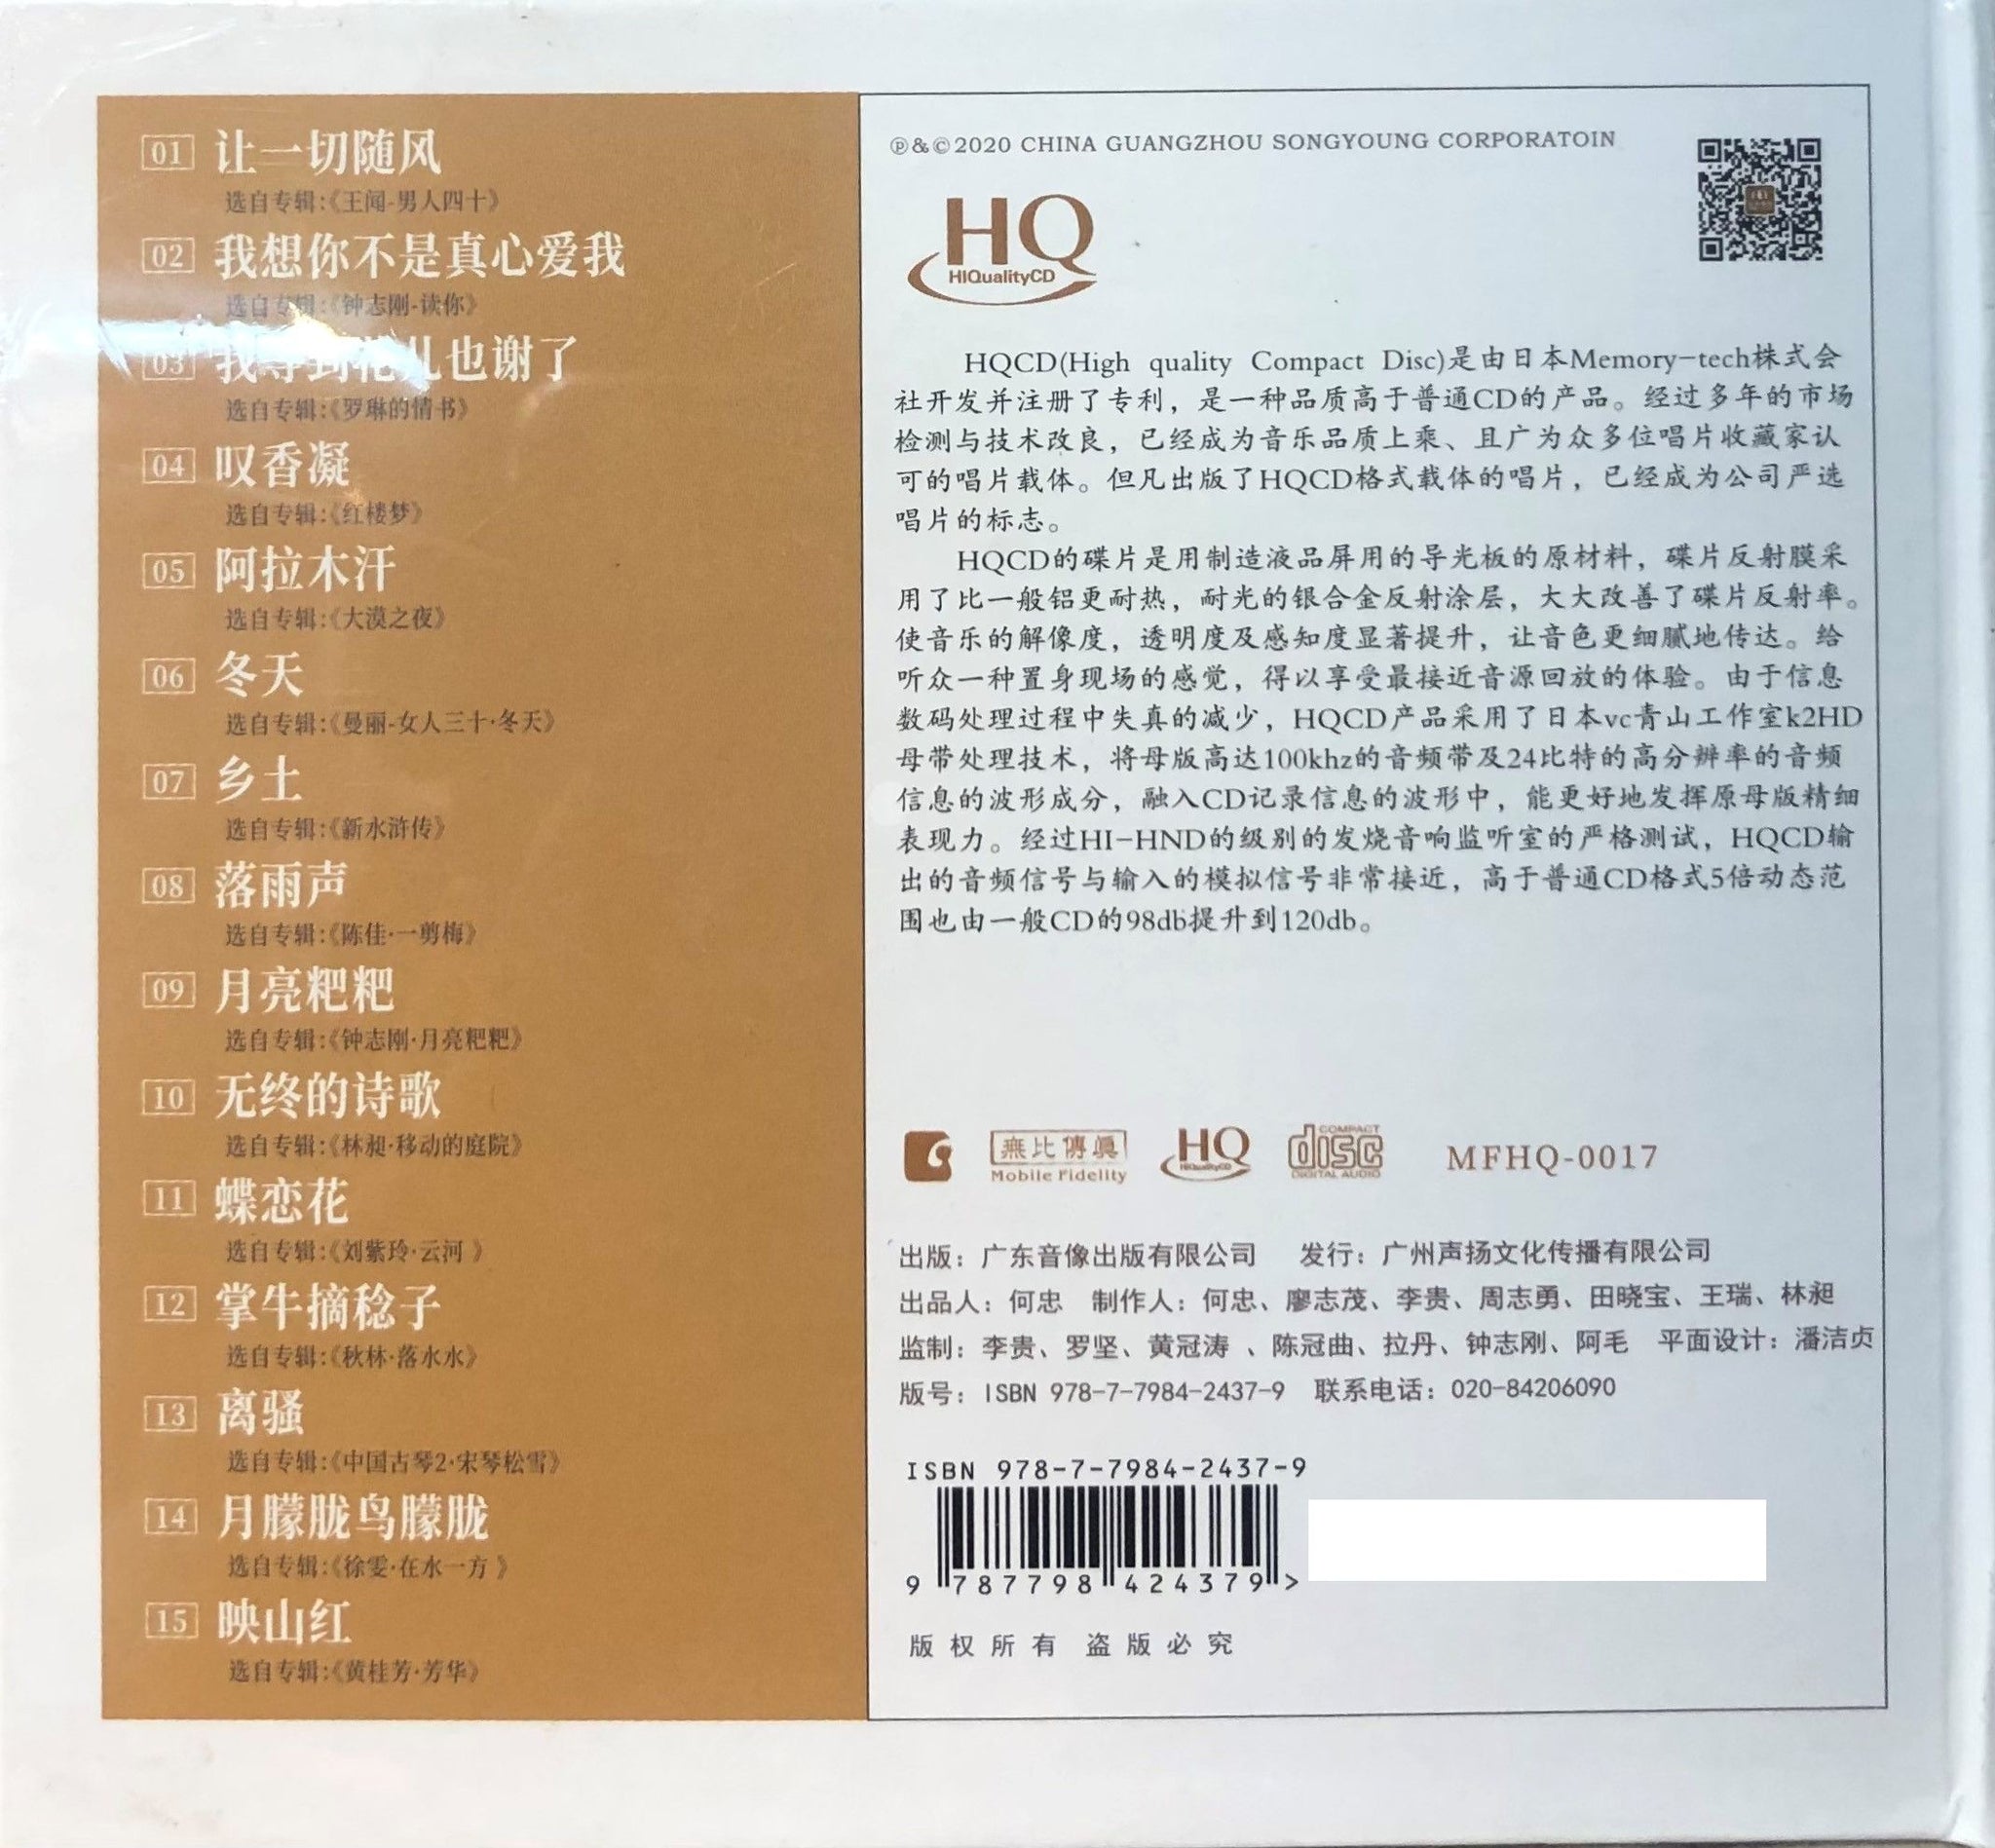 01 让一切随风
选自专辑:《王闻-男人四十》
02 我想你不是真心爱我
选自专辑:《钟志刚-读你》
03 我等到花儿也谢了
选自专辑:《罗琳的情书》
04 叹香凝
选自专辑:《红楼梦》
05 阿拉木汗
选自专辑:《大漠之夜》
06 冬天
选自专辑:《曼丽-女人三十·冬天》
07 乡土
选自专辑:《新水浒传》
08 落雨声
选自专辑:《陈佳·一剪梅》
09 月亮粑粑
选自专辑:《钟志刚·月亮粑粑》
10 无终的诗歌
选自专辑:《林昶·移动的庭院》
11 蝶恋花
选自专辑:《刘紫玲·云河 》
12 掌牛摘稔子
选自专辑:《秋林·落水水》
13 离骚
选自专辑:《中国古琴2·宋琴松雪》
14 月朦胧鸟朦胧
选自专辑:《徐雯·在水一方 》
15 映山红
选自专辑:《黄桂芳·芳华》
℗&©2020 CHINA GUANGZHOU SONGYOUNG CORPORATOIN
HQ
HIQualityCD
HQCD(High quality Compact Disc)是由日本Memory-tech株式会
社开发并注册了专利，是一种品质高于普通CD的产品。经过多年的市场
检测与技术改良，已经成为音乐品质上乘、且广为众多位唱片收藏家认
可的唱片载体。但凡出版了HQCD格式载体的唱片，已经成为公司严选
唱片的标志。
HQCD的碟片是用制造液品屏用的导光板的原材料，碟片反射膜采
用了比一般铝更耐热，耐光的银合金反射涂层，大大改善了碟片反射率。
使音乐的解像度，透明度及感知度显著提升，让音色更细腻地传达。给
听众一种置身现场的感觉，得以享受最接近音源回放的体验。由于信息
数码处理过程中失真的减少，HQCD产品采用了日本vc青山工作室k2HD
母带处理技术，将母版高达100khz的音频带及24比特的高分辨率的音频
信息的波形成分，融入CD记录信息的波形中，能更好地发挥原母版精细
表现力。经过HI-HND的级别的发烧音响监听室的严格测试，HQCD输
出的音频信号与输入的模拟信号非常接近，高于普通CD格式5倍动态范
围也由一般CD的98db提升到120db。
無比傳真
Mobile Fidelity
HQ
HIQualityCD
COMPACT
disc
DIGITAL AUDIO
MFHQ-0017
出版：广东音像出版有限公司 发行：广州声扬文化传播有限公司
出品人：何忠 制作人：何忠、廖志茂、李贵、周志勇、田晓宝、王瑞、林昶
监制：李贵、罗坚、黄冠涛 、陈冠曲、拉丹、钟志刚、阿毛 平面设计：潘洁贞
版号：ISBN 978-7-7984-2437-9 联系电话：020-84206090
ISBN 978-7-7984-2437-9
9 787798 424379 >
版权所有 盗版必究